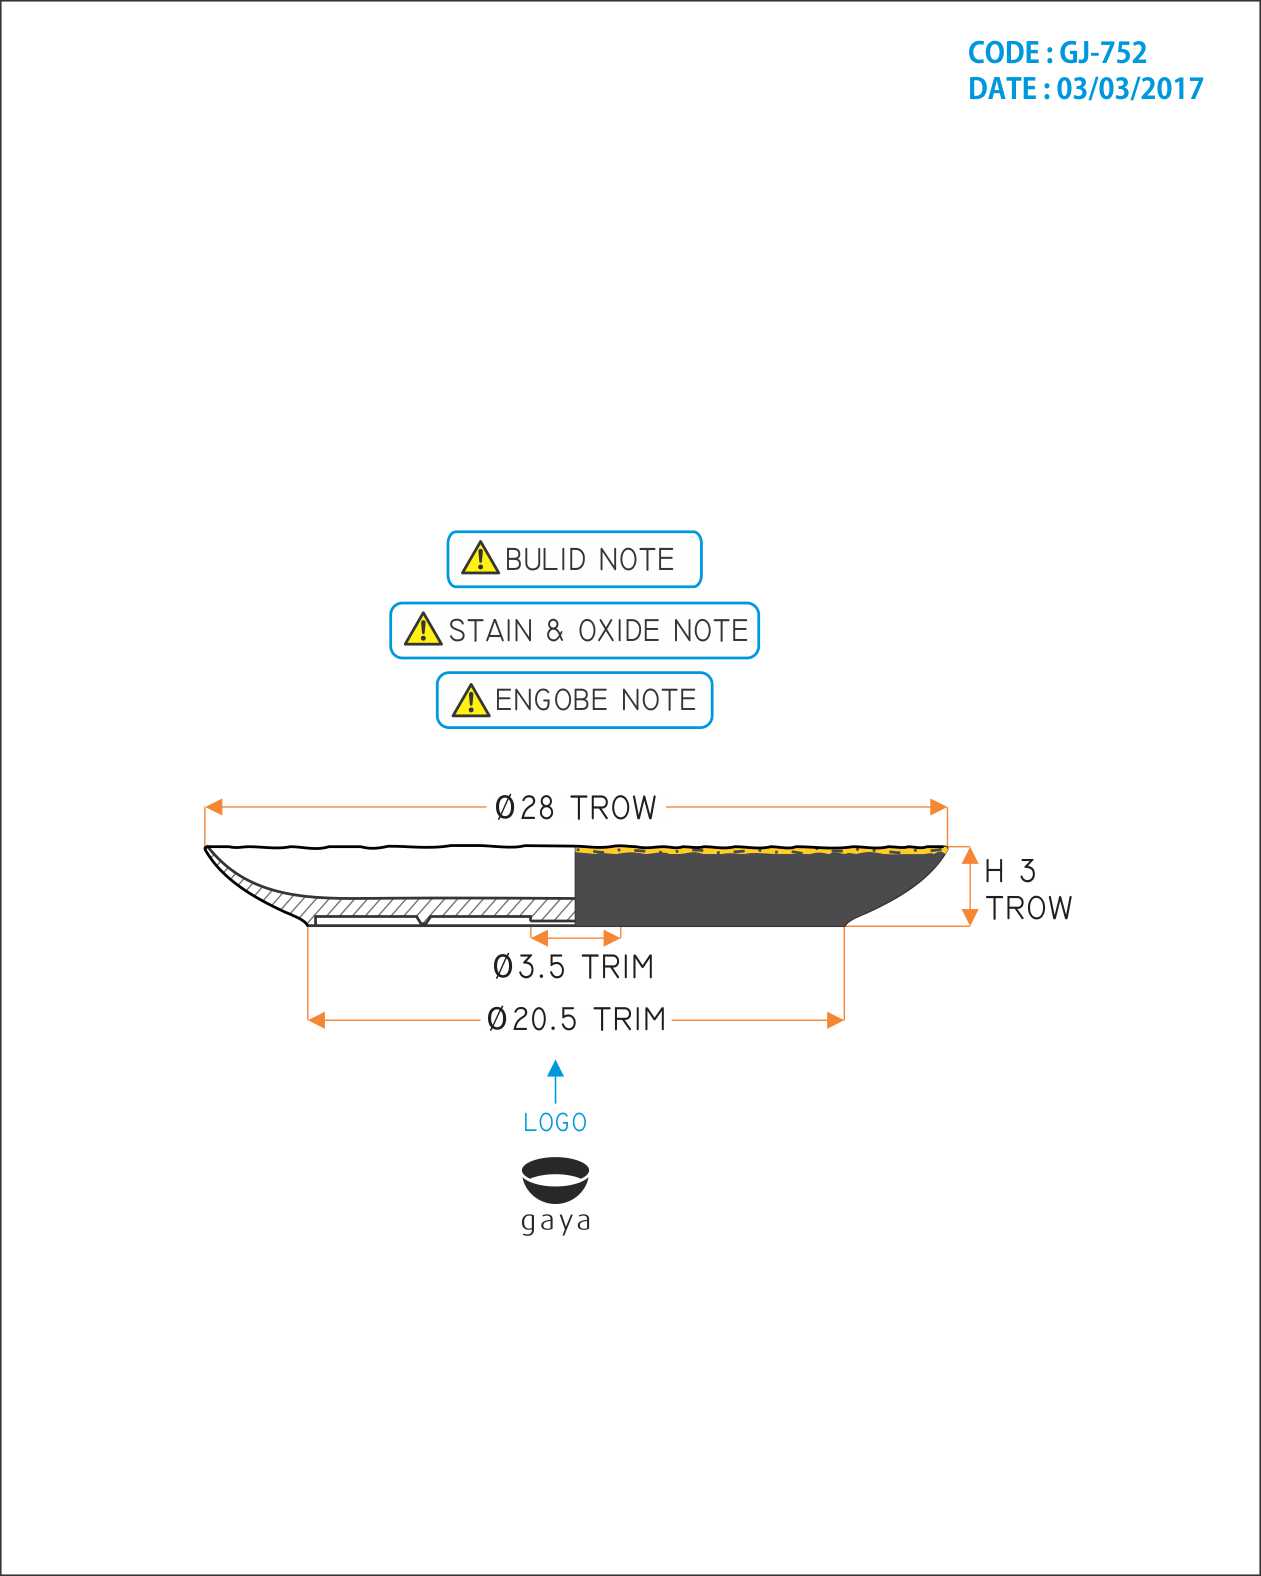 CODE : GJ-752
DATE : 03/03/2017
BULID NOTE
STAIN & OXIDE NOTE
ENGOBE NOTE
Ø28 TROW
H 3
TROW
Ø3.5 TRIM
Ø20.5 TRIM
LOGO
gaya